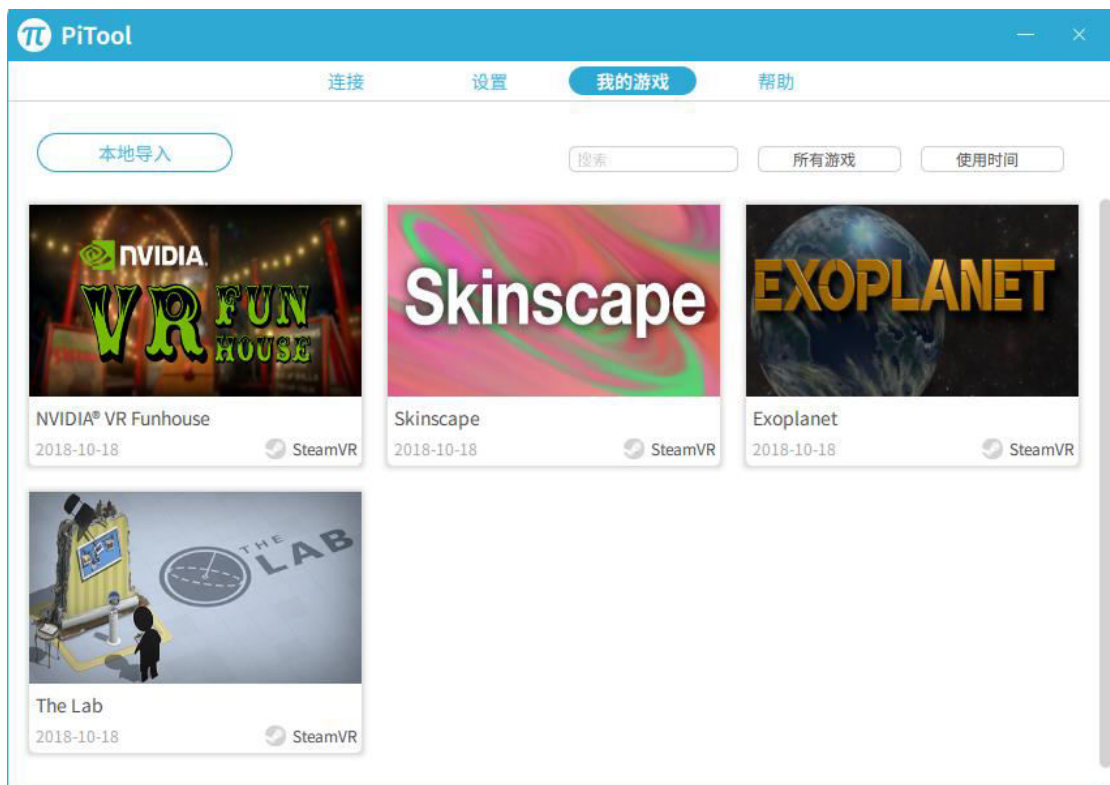 π PiTool
连接 设置 我的游戏 帮助
本地导入 搜索 所有游戏 使用时间
NVIDIA.
VR FUN
HOUSE
Skinscape
EXOPLANET
NVIDIA® VR Funhouse
2018-10-18 SteamVR
Skinscape
2018-10-18 SteamVR
Exoplanet
2018-10-18 SteamVR
THE
LAB
The Lab
2018-10-18 SteamVR